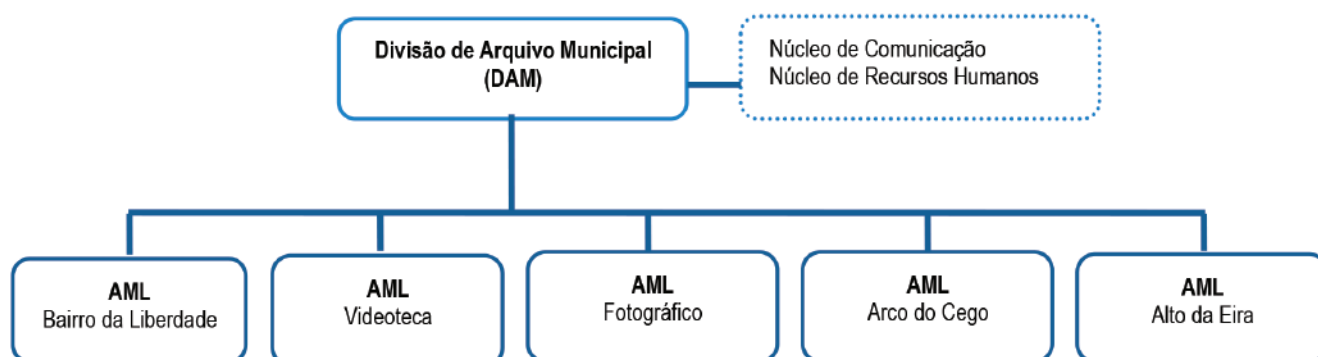 Divisão de Arquivo Municipal
(DAM)
Núcleo de Comunicação
Núcleo de Recursos Humanos
AML
Bairro da Liberdade
AML
Videoteca
AML
Fotográfico
AML
Arco do Cego
AML
Alto da Eira